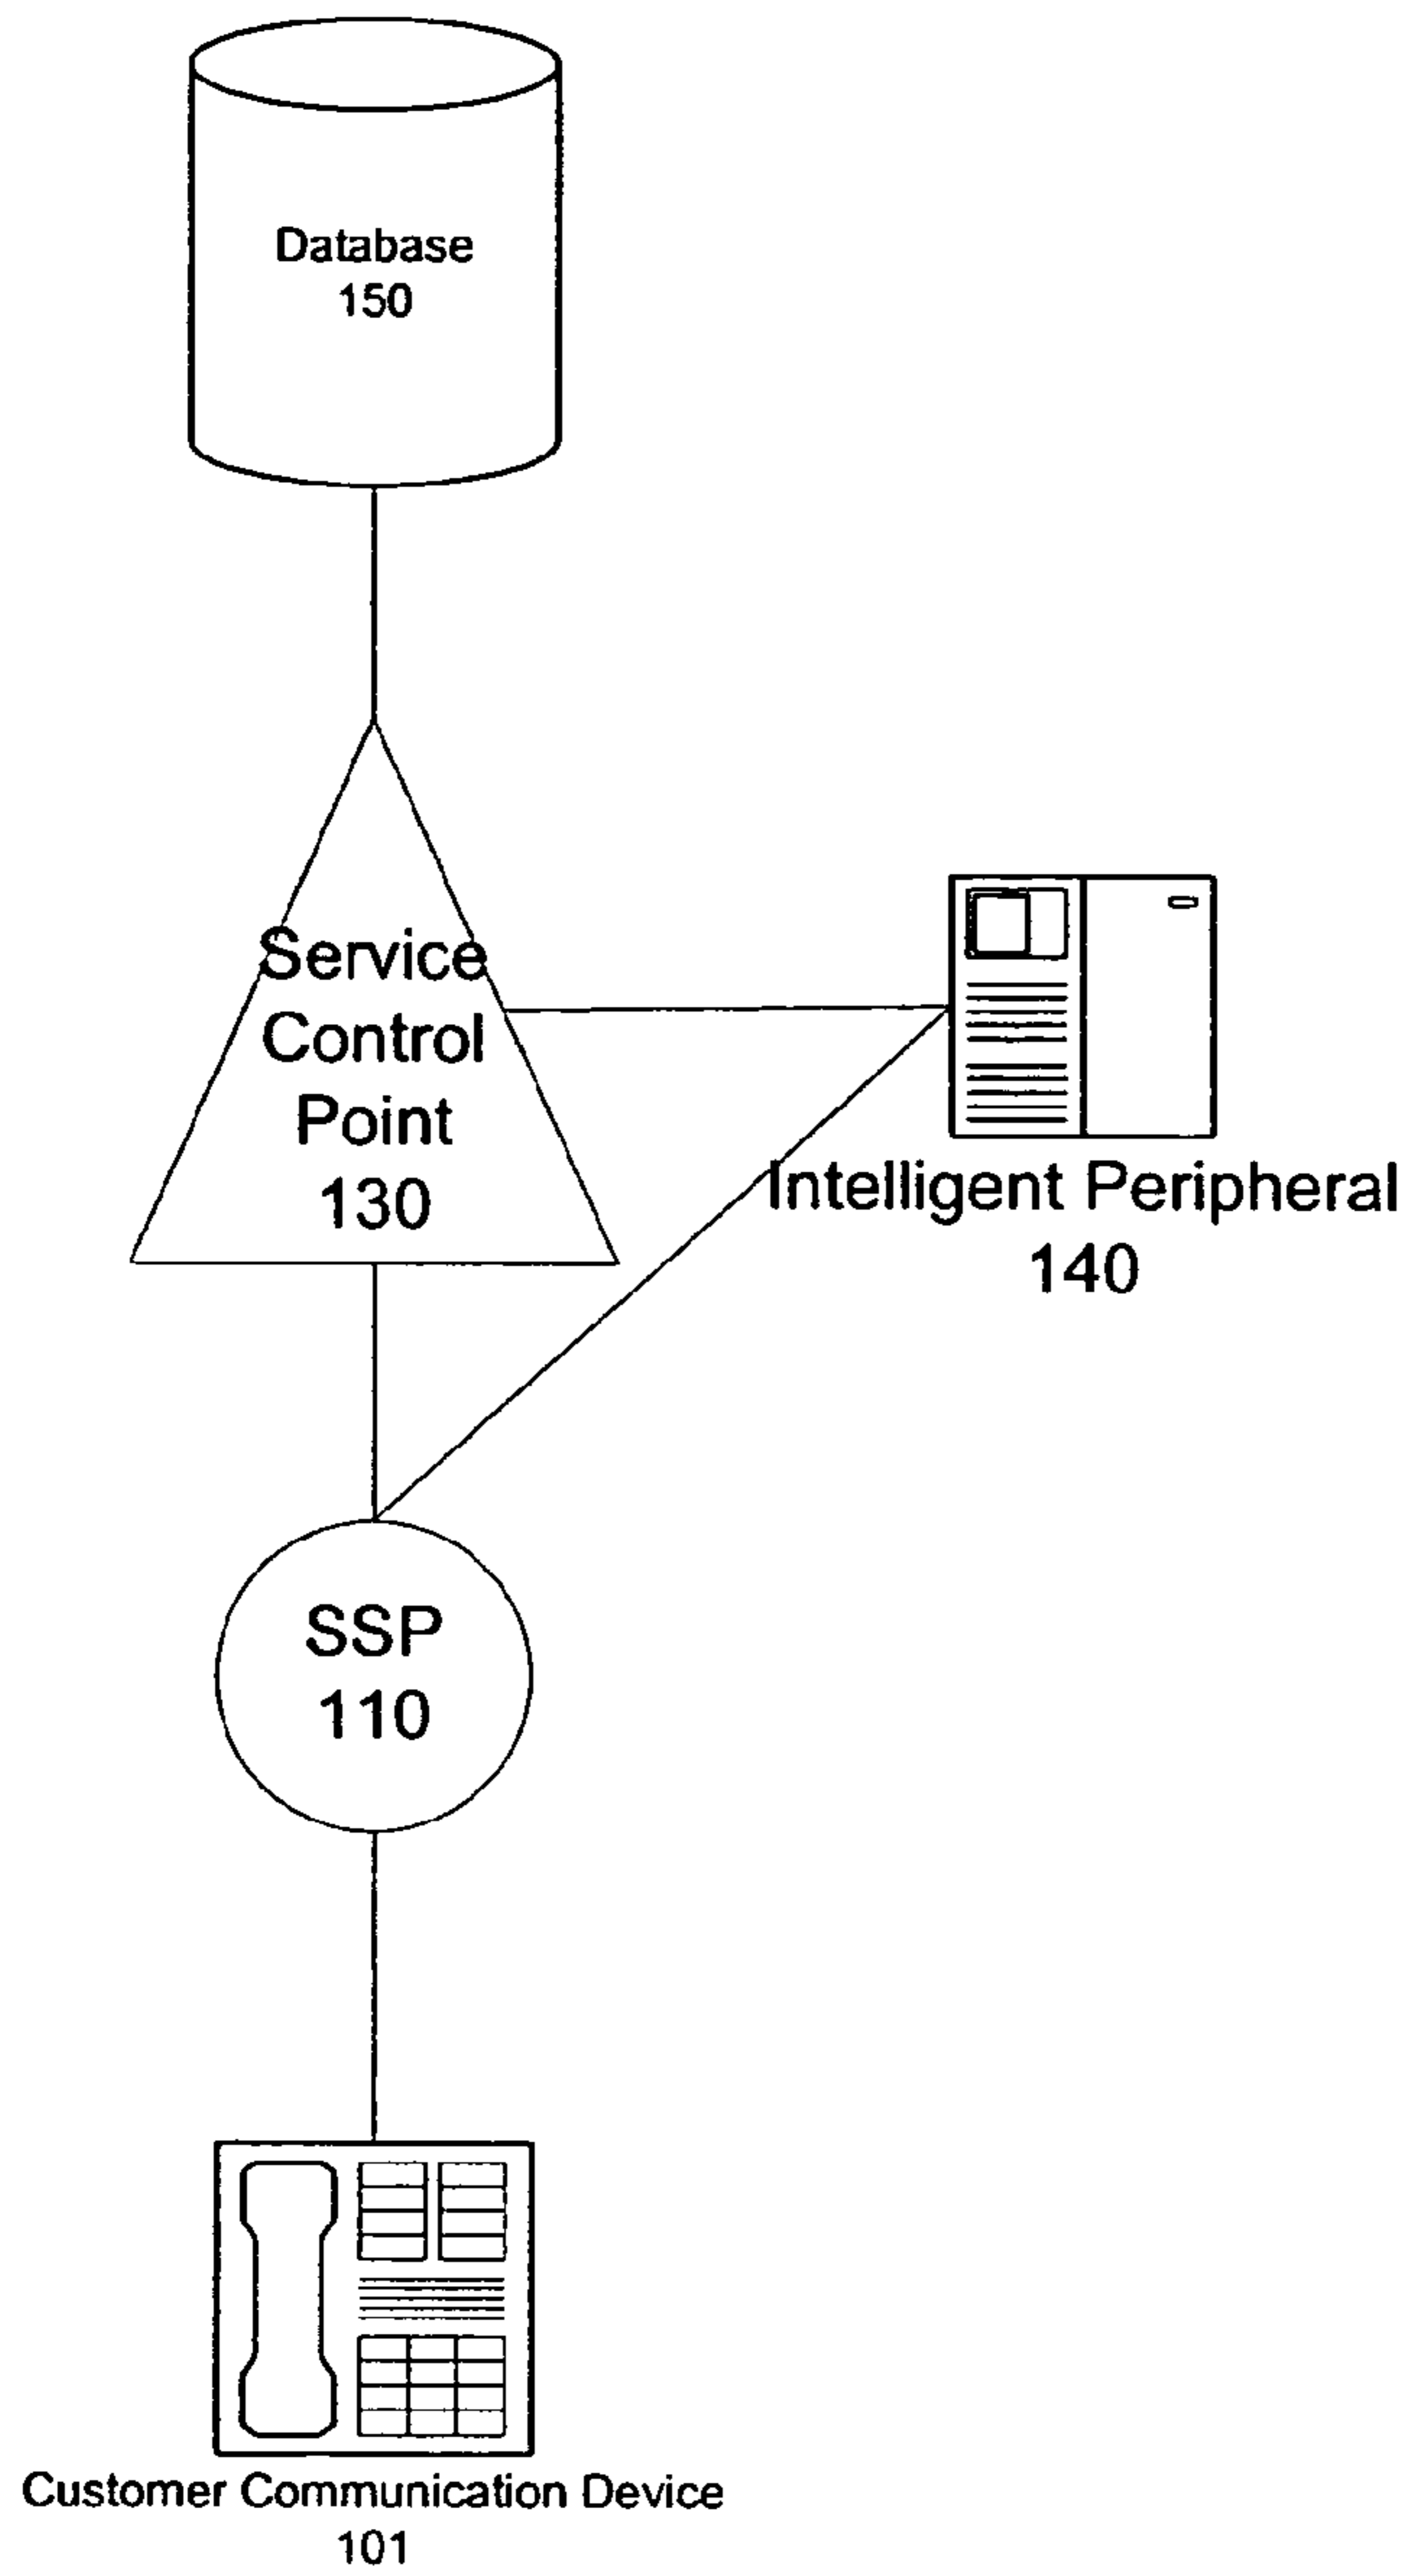 Database
150
Service
Control
Point
130
Intelligent Peripheral
140
SSP
110
Customer Communication Device
101